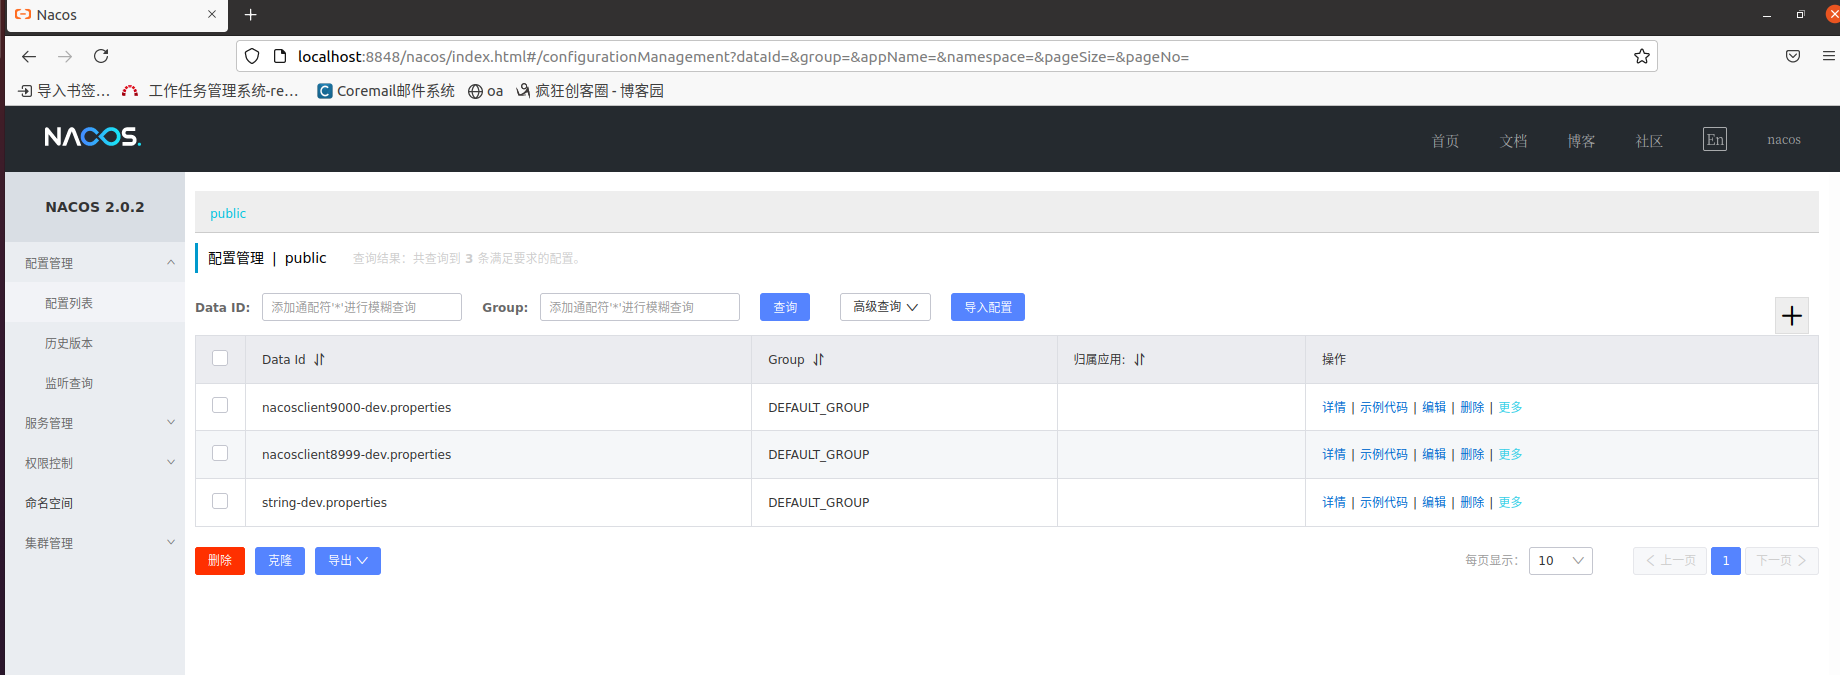 Nacos
localhost:8848/nacos/index.html#/configurationManagement?dataId=&group=&appName=&namespace=&pageSize=&pageNo=
导入书签… 工作任务管理系统-re… Coremail邮件系统 oa 疯狂创客圈 - 博客园
NACOS. 首页 文档 博客 社区 En nacos
NACOS 2.0.2
配置管理
配置列表
历史版本
监听查询
服务管理
权限控制
命名空间
集群管理
public
配置管理 | public 查询结果：共查询到 3 条满足要求的配置。
Data ID: 添加通配符'*'进行模糊查询 Group: 添加通配符'*'进行模糊查询 查询 高级查询 导入配置
Data Id Group 归属应用: 操作
nacosclient9000-dev.properties DEFAULT_GROUP 详情 | 示例代码 | 编辑 | 删除 | 更多
nacosclient8999-dev.properties DEFAULT_GROUP 详情 | 示例代码 | 编辑 | 删除 | 更多
string-dev.properties DEFAULT_GROUP 详情 | 示例代码 | 编辑 | 删除 | 更多
删除 克隆 导出 每页显示: 10 上一页 1 下一页